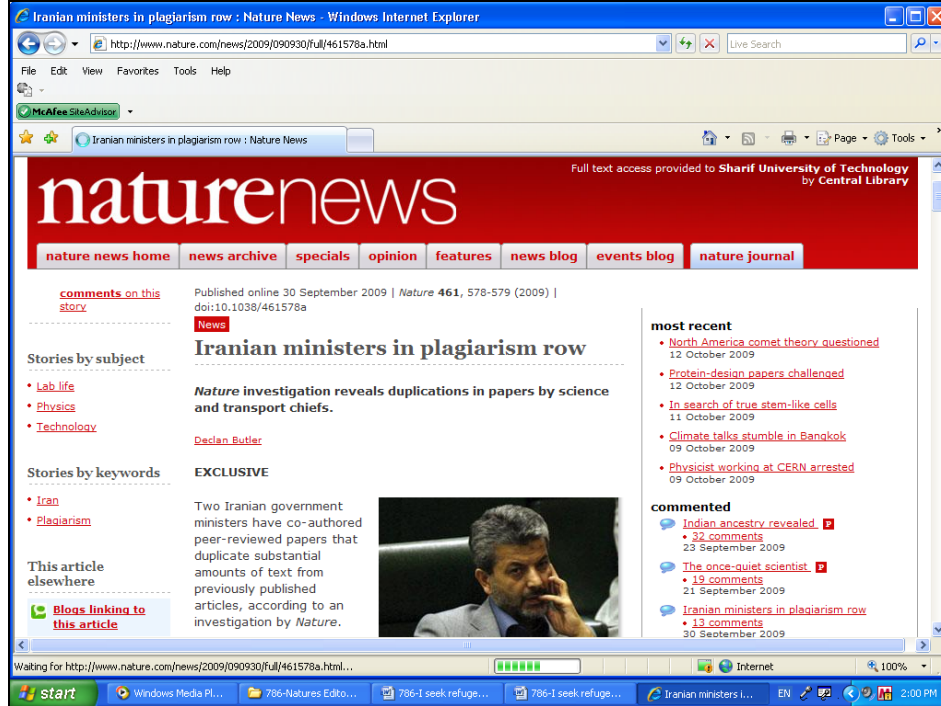 Iranian ministers in plagiarism row : Nature News - Windows Internet Explorer
http://www.nature.com/news/2009/090930/full/461578a.html
Live Search
File Edit View Favorites Tools Help
McAfee SiteAdvisor
Iranian ministers in plagiarism row : Nature News
Page Tools
naturenews
Full text access provided to Sharif University of Technology
by Central Library
nature news home news archive specials opinion features news blog events blog nature journal
comments on this
story
Stories by subject
Lab life
Physics
Technology
Stories by keywords
Iran
Plagiarism
This article
elsewhere
Blogs linking to
this article
Published online 30 September 2009 | Nature 461, 578-579 (2009) |
doi:10.1038/461578a
News
Iranian ministers in plagiarism row
Nature investigation reveals duplications in papers by science
and transport chiefs.
Declan Butler
EXCLUSIVE
Two Iranian government
ministers have co-authored
peer-reviewed papers that
duplicate substantial
amounts of text from
previously published
articles, according to an
investigation by Nature.
most recent
North America comet theory questioned
12 October 2009
Protein-design papers challenged
12 October 2009
In search of true stem-like cells
11 October 2009
Climate talks stumble in Bangkok
09 October 2009
Physicist working at CERN arrested
09 October 2009
commented
Indian ancestry revealed P
32 comments
23 September 2009
The once-quiet scientist P
19 comments
21 September 2009
Iranian ministers in plagiarism row
13 comments
30 September 2009
Waiting for http://www.nature.com/news/2009/090930/full/461578a.html...
Internet
100%
start
Windows Media Pl...
786-Natures Edito...
786-I seek refuge...
786-I seek refuge...
Iranian ministers i...
EN
2:00 PM